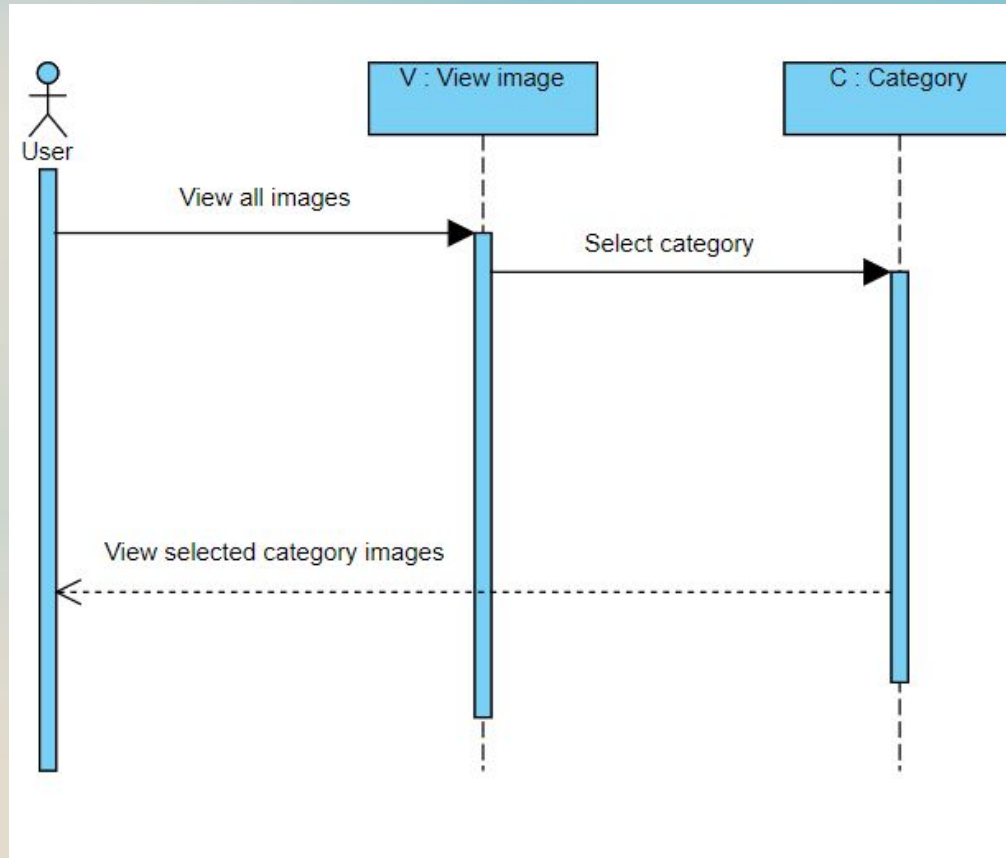 V : View image
C : Category
User
View all images
Select category
View selected category images